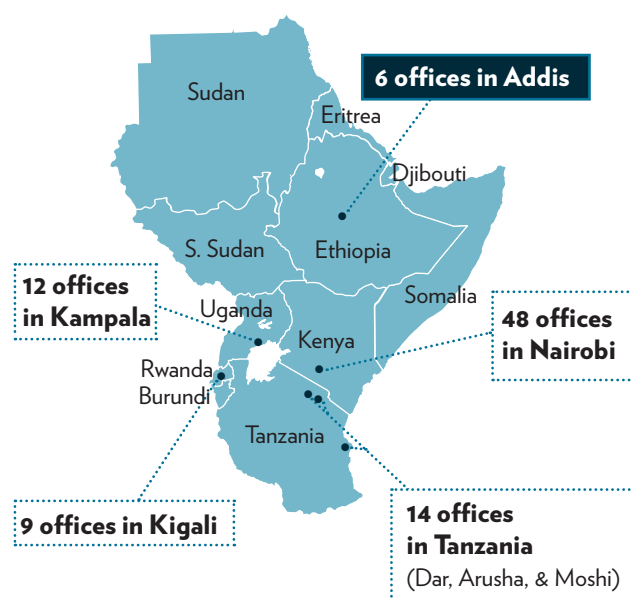 6 offices in Addis
Sudan
Eritrea
Djibouti
S. Sudan
Ethiopia
12 offices
in Kampala
Uganda
Somalia
48 offices
in Nairobi
Kenya
Rwanda
Burundi
Tanzania
9 offices in Kigali
14 offices
in Tanzania
(Dar, Arusha, & Moshi)